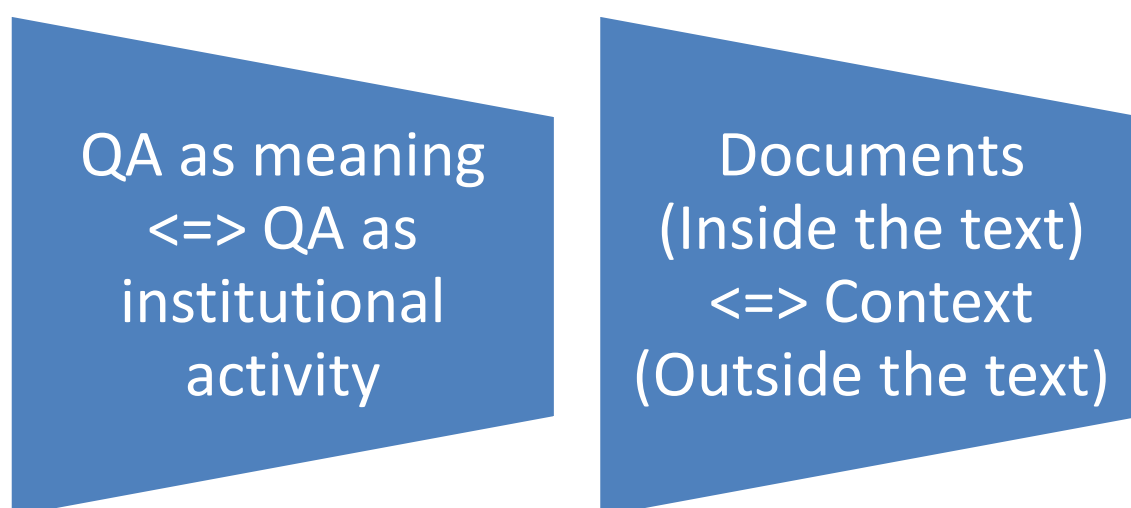 QA as meaning
<=> QA as
institutional
activity
Documents
(Inside the text)
<=> Context
(Outside the text)